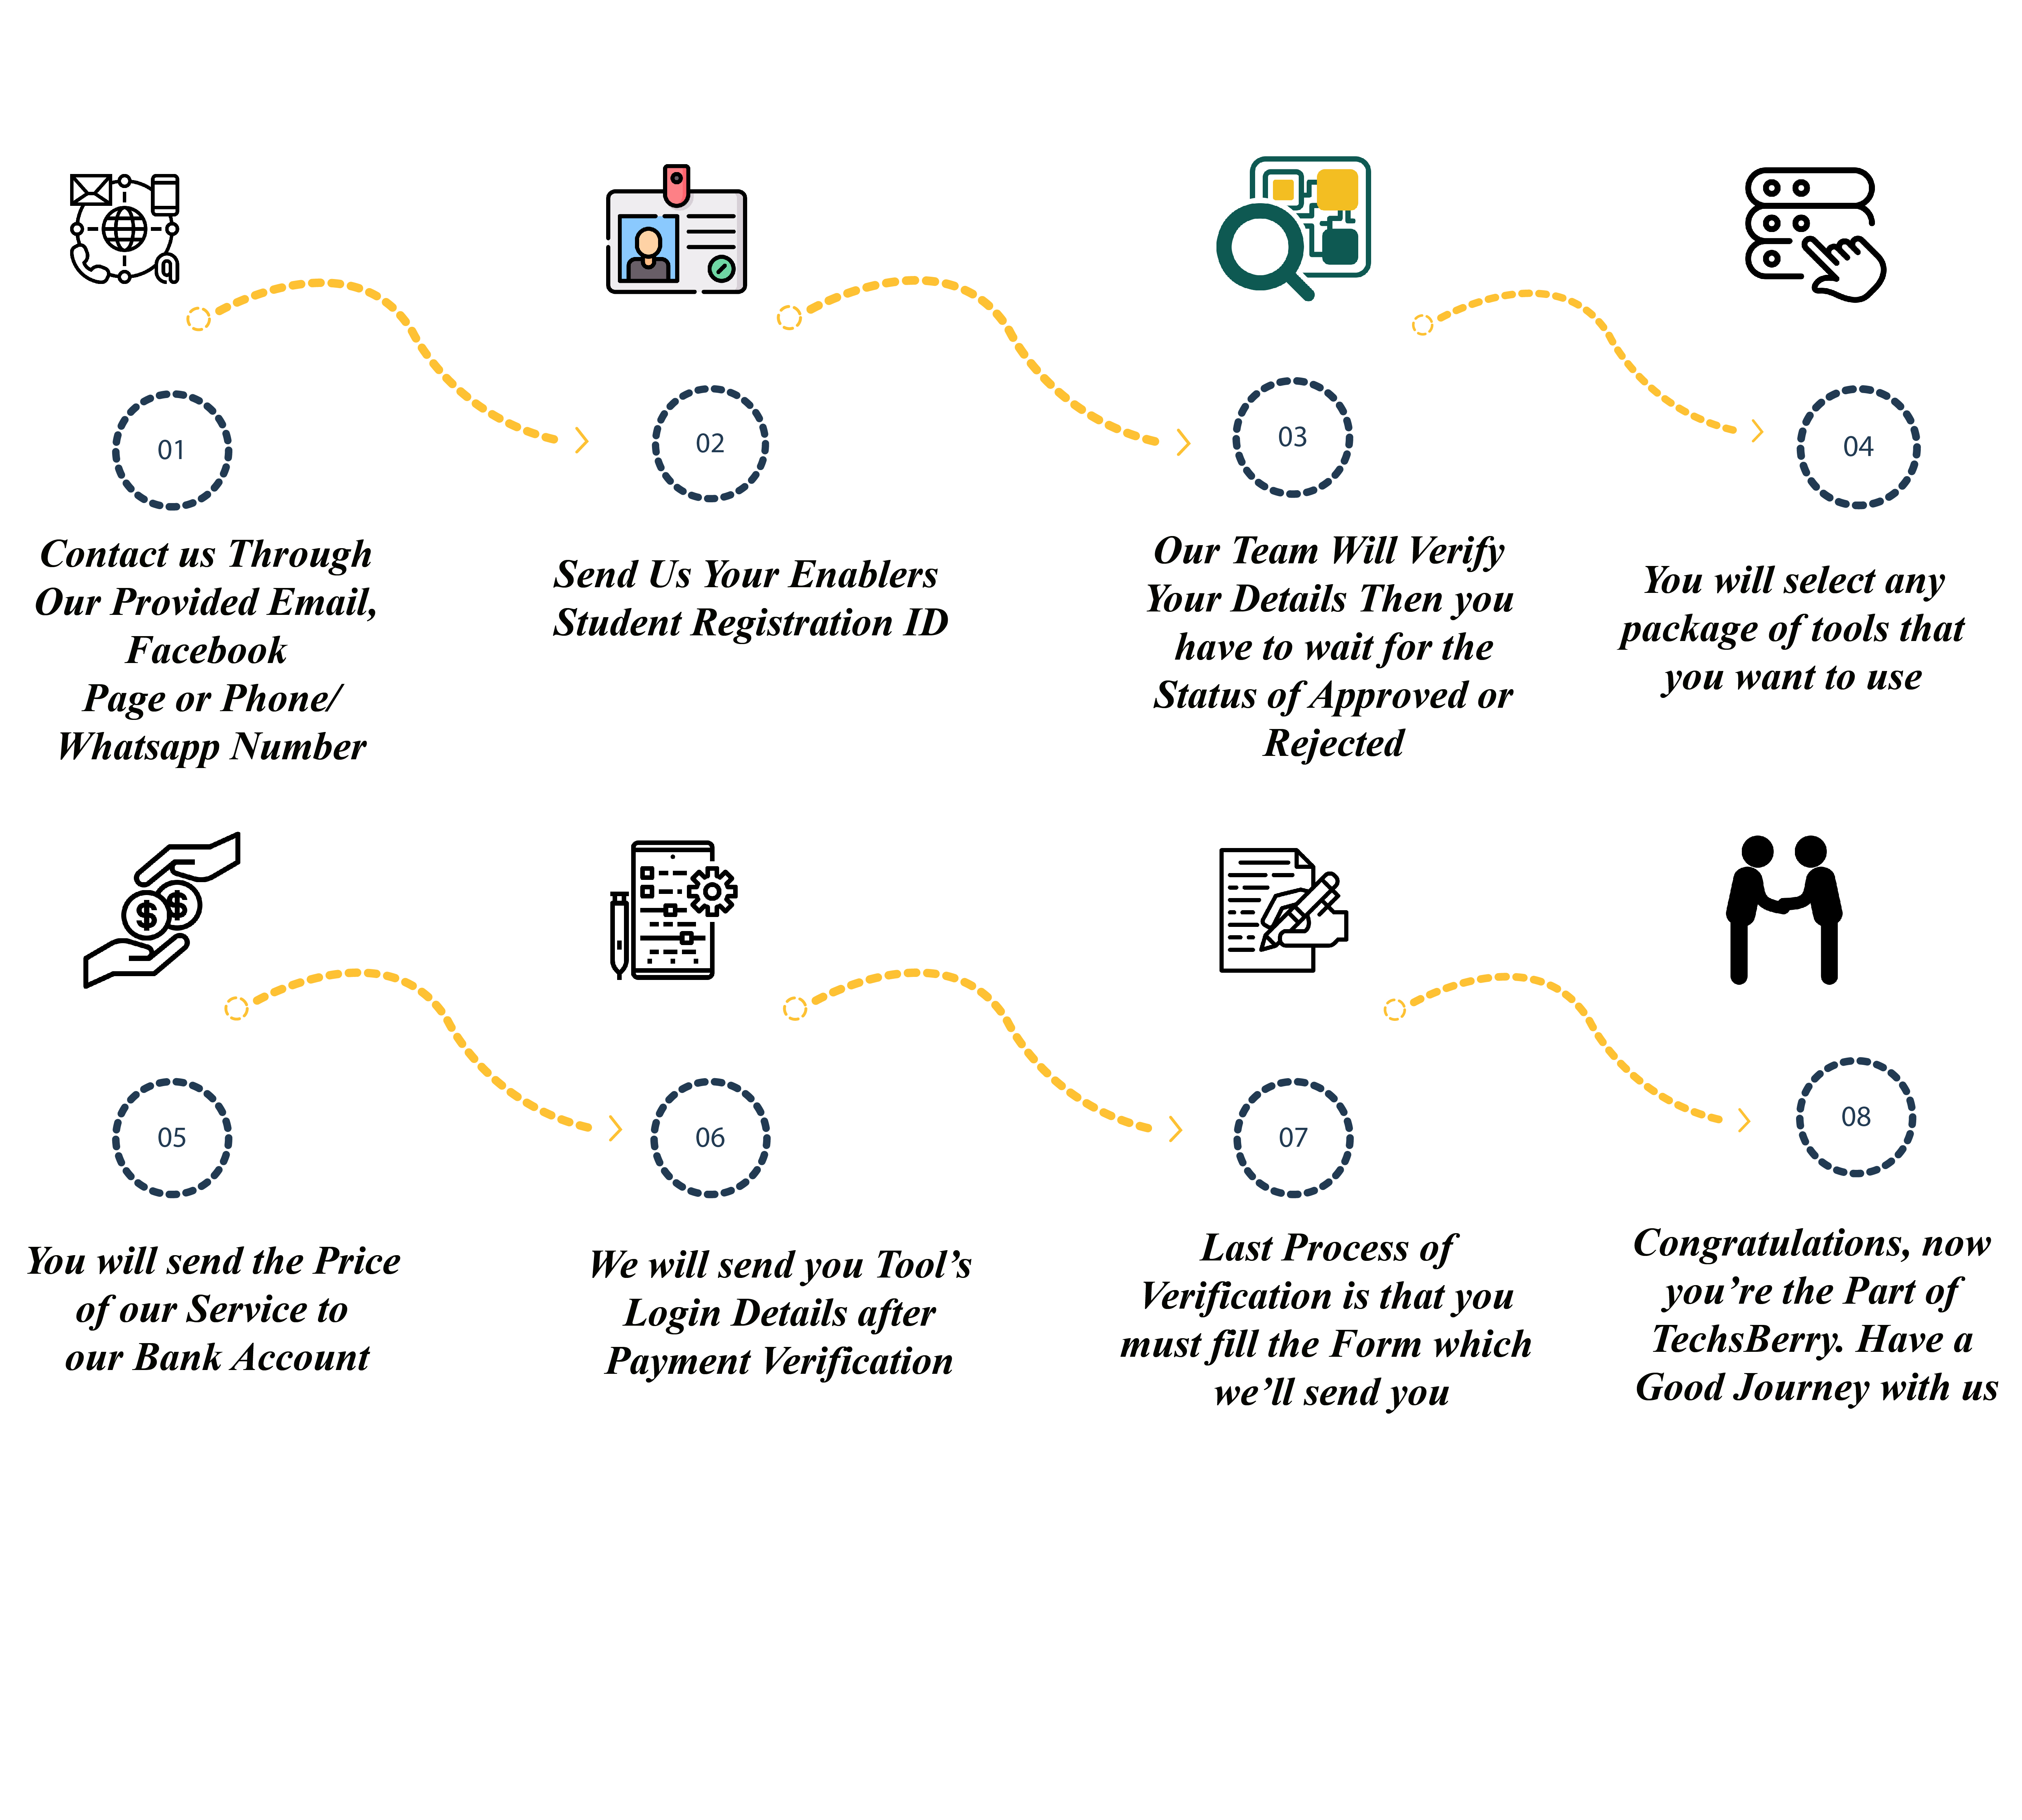 01
Contact us Through
Our Provided Email,
Facebook
Page or Phone/
Whatsapp Number
02
Send Us Your Enablers
Student Registration ID
03
Our Team Will Verify
Your Details Then you
have to wait for the
Status of Approved or
Rejected
04
You will select any
package of tools that
you want to use
05
You will send the Price
of our Service to
our Bank Account
06
We will send you Tool’s
Login Details after
Payment Verification
07
Last Process of
Verification is that you
must fill the Form which
we’ll send you
08
Congratulations, now
you’re the Part of
TechsBerry. Have a
Good Journey with us